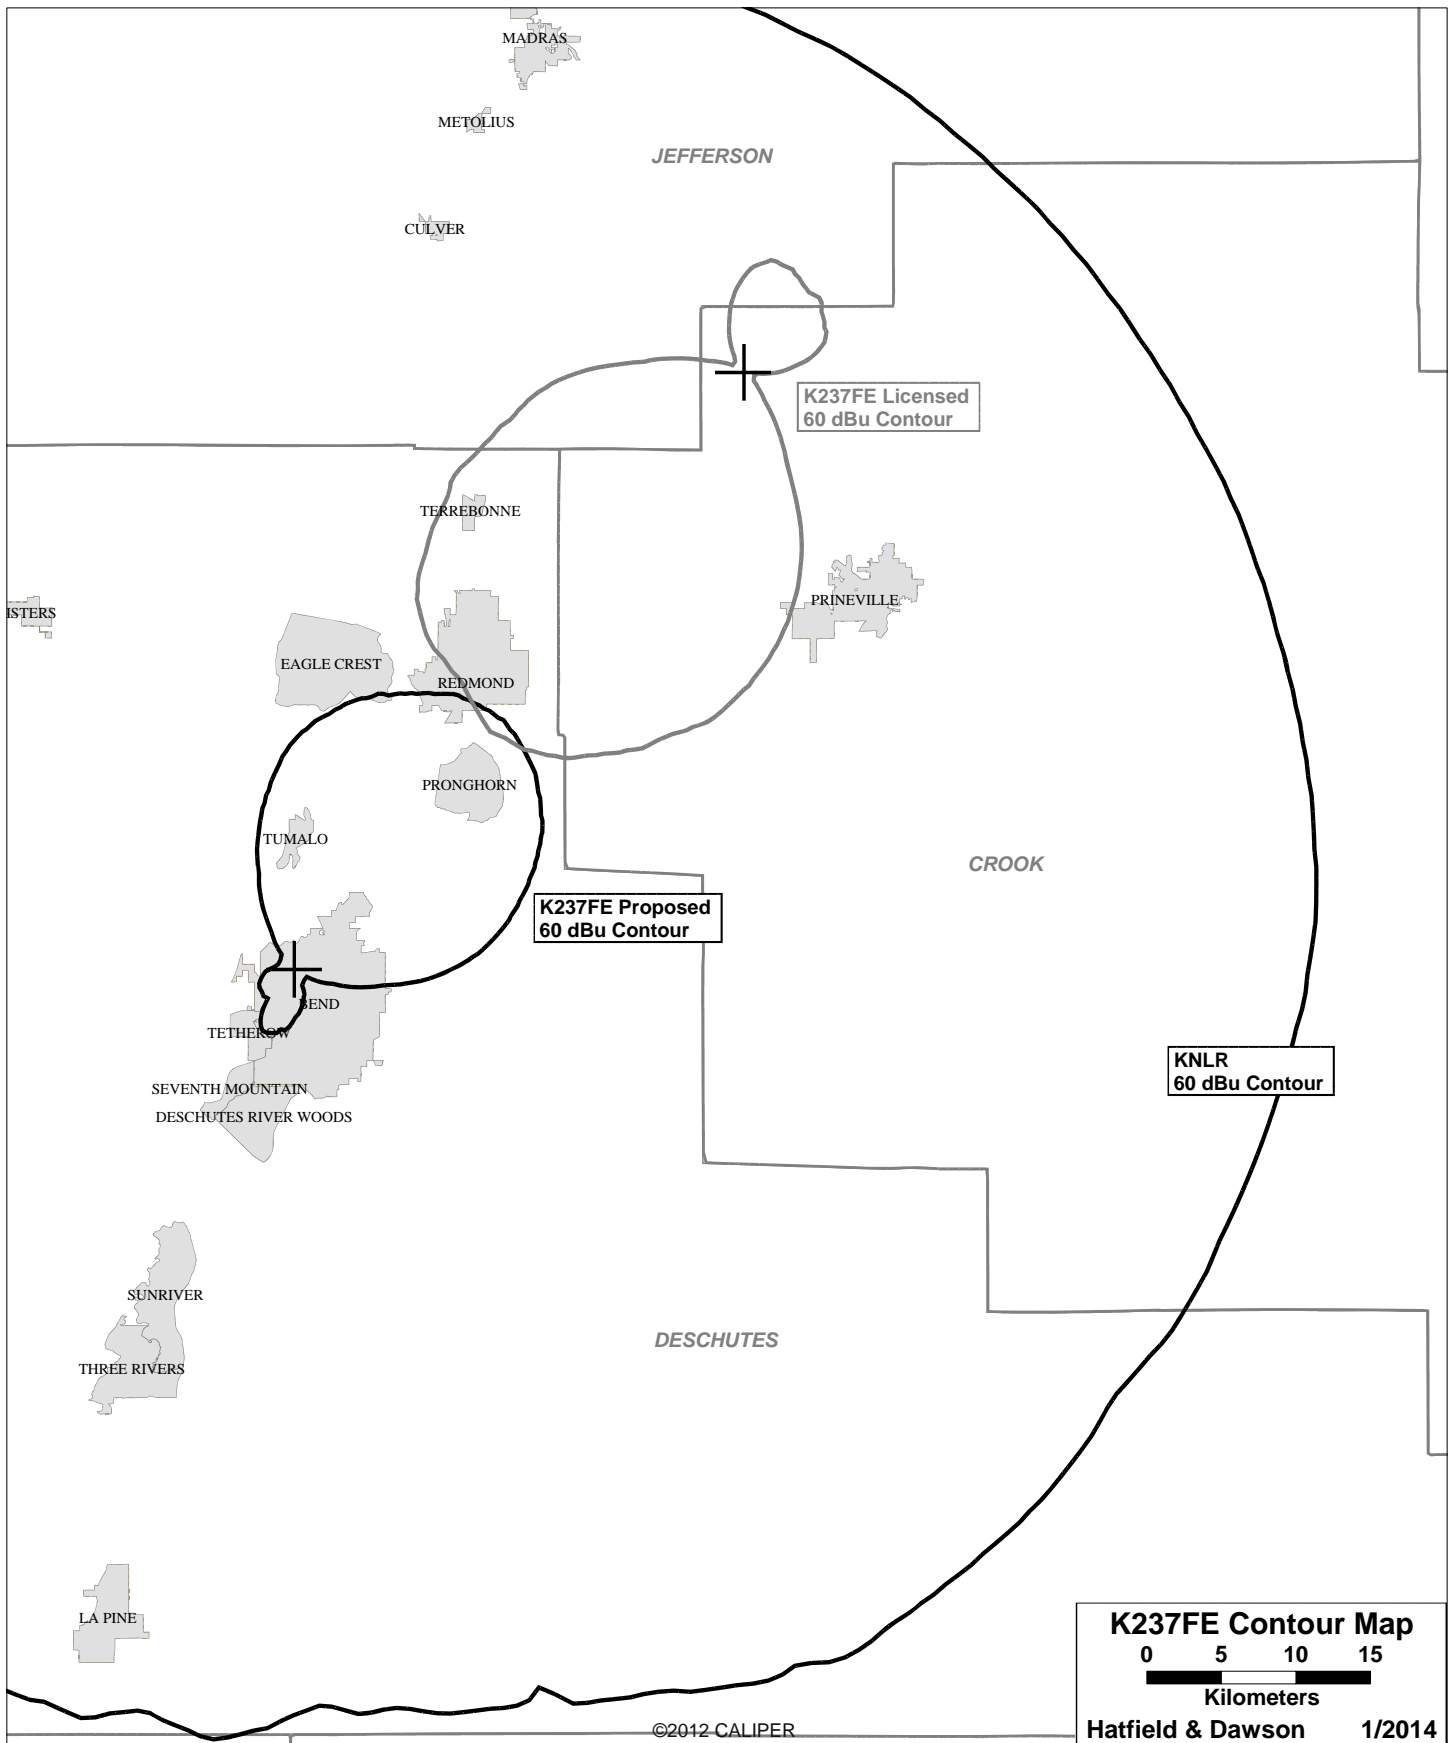 MADRAS
METOLIUS
JEFFERSON
CULVER
K237FE Licensed
60 dBu Contour
TERREBONNE
ISTERS
PRINEVILLE
EAGLE CREST
REDMOND
PRONGHORN
TUMALO
CROOK
K237FE Proposed
60 dBu Contour
BEND
TETHEROW
KNLR
60 dBu Contour
SEVENTH MOUNTAIN
DESCHUTES RIVER WOODS
SUNRIVER
DESCHUTES
THREE RIVERS
LA PINE
K237FE Contour Map
0 5 10 15
Kilometers
Hatfield & Dawson 1/2014
©2012 CALIPER